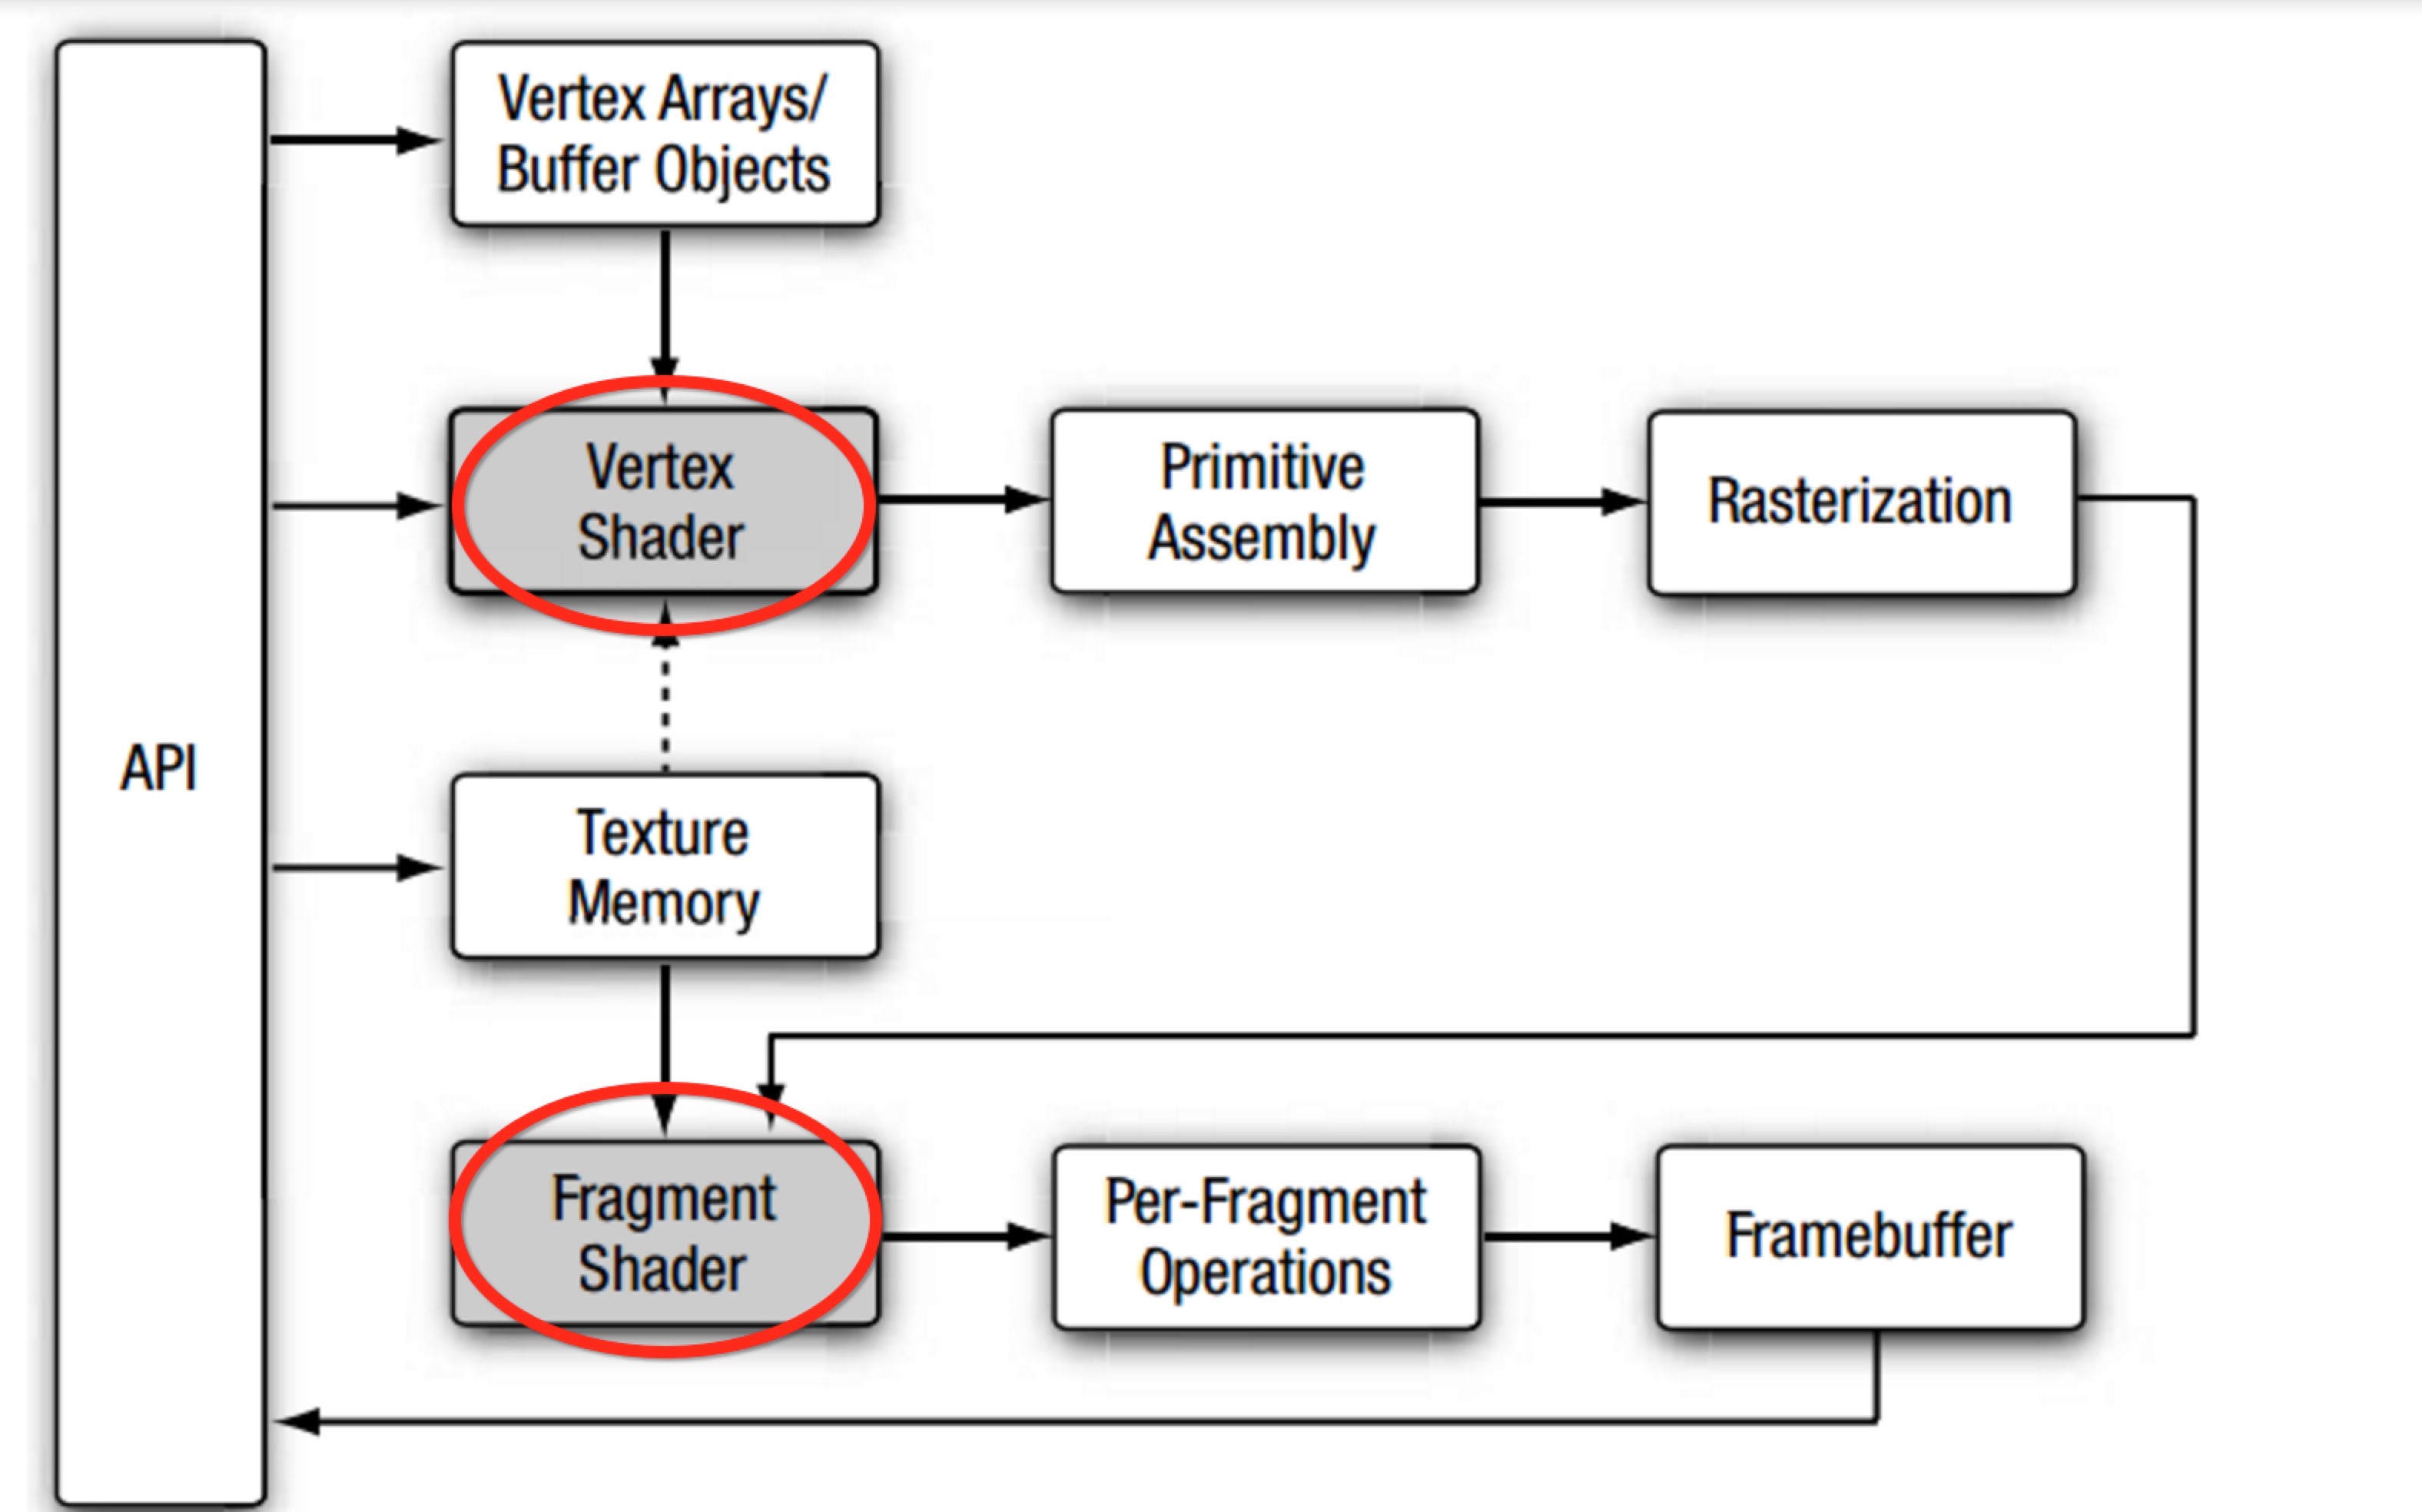 API
Vertex Arrays/
Buffer Objects
Vertex
Shader
Primitive
Assembly
Rasterization
Texture
Memory
Fragment
Shader
Per-Fragment
Operations
Framebuffer